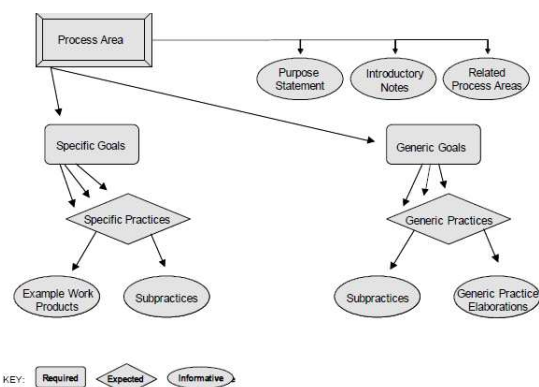 Process Area
Purpose
Statement
Introductory
Notes
Related
Process Areas
Specific Goals
Generic Goals
Specific Practices
Generic Practices
Example Work
Products
Subpractices
Subpractices
Generic Practice
Elaborations
KEY: Required Expected Informative